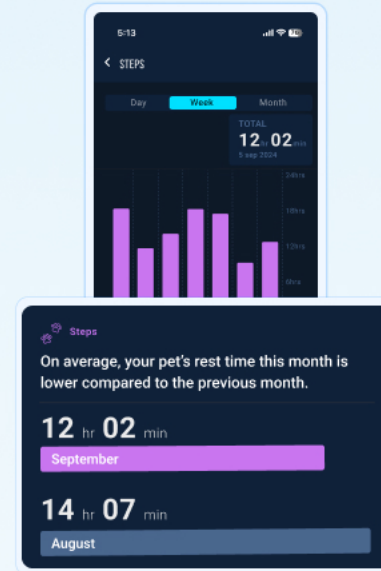 5:13
76
STEPS
Day Week Month
TOTAL
12 hr 02 min
5 sep 2024
24hrs
18hrs
12hrs
6hrs
Steps
On average, your pet's rest time this month is
lower compared to the previous month.
12 hr 02 min
September
14 hr 07 min
August